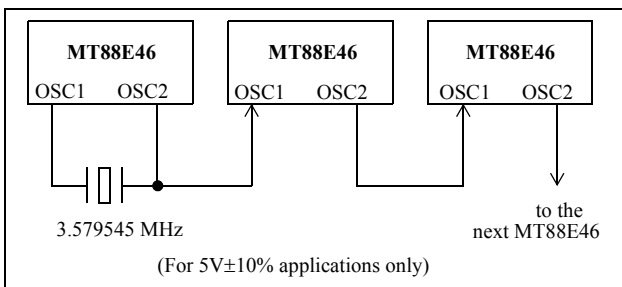 MT88E46 MT88E46 MT88E46
OSC1 OSC2 OSC1 OSC2 OSC1 OSC2
3.579545 MHz
to the
next MT88E46
(For 5V±10% applications only)